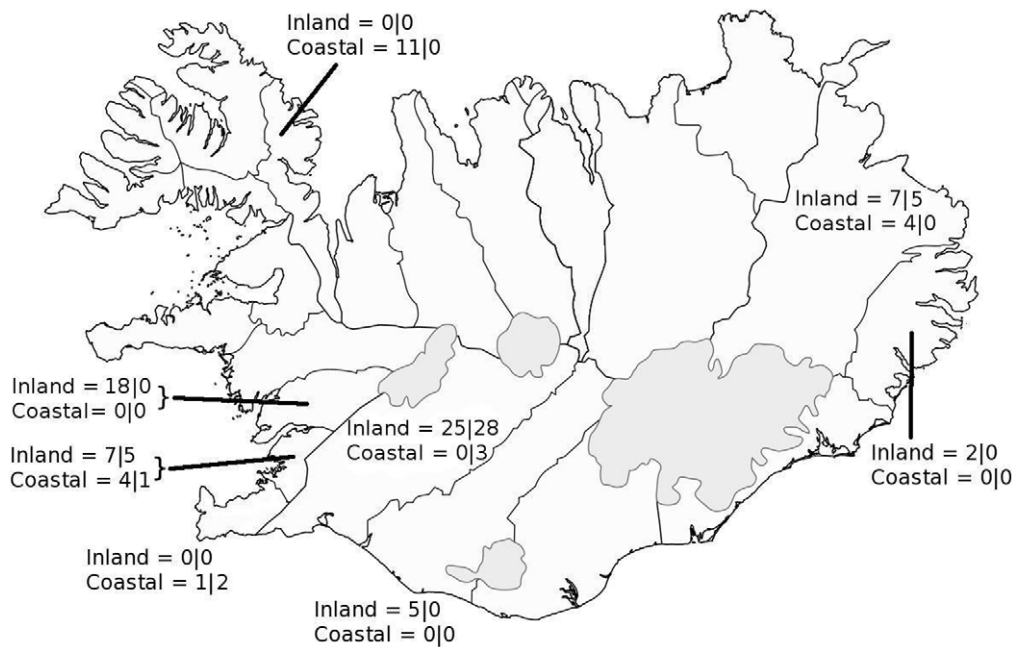 Inland = 0|0
Coastal = 11|0
Inland = 7|5
Coastal = 4|0
Inland = 18|0
Coastal= 0|0
Inland = 25|28
Coastal = 0|3
Inland = 7|5
Coastal = 4|1
Inland = 2|0
Coastal = 0|0
Inland = 0|0
Coastal = 1|2
Inland = 5|0
Coastal = 0|0